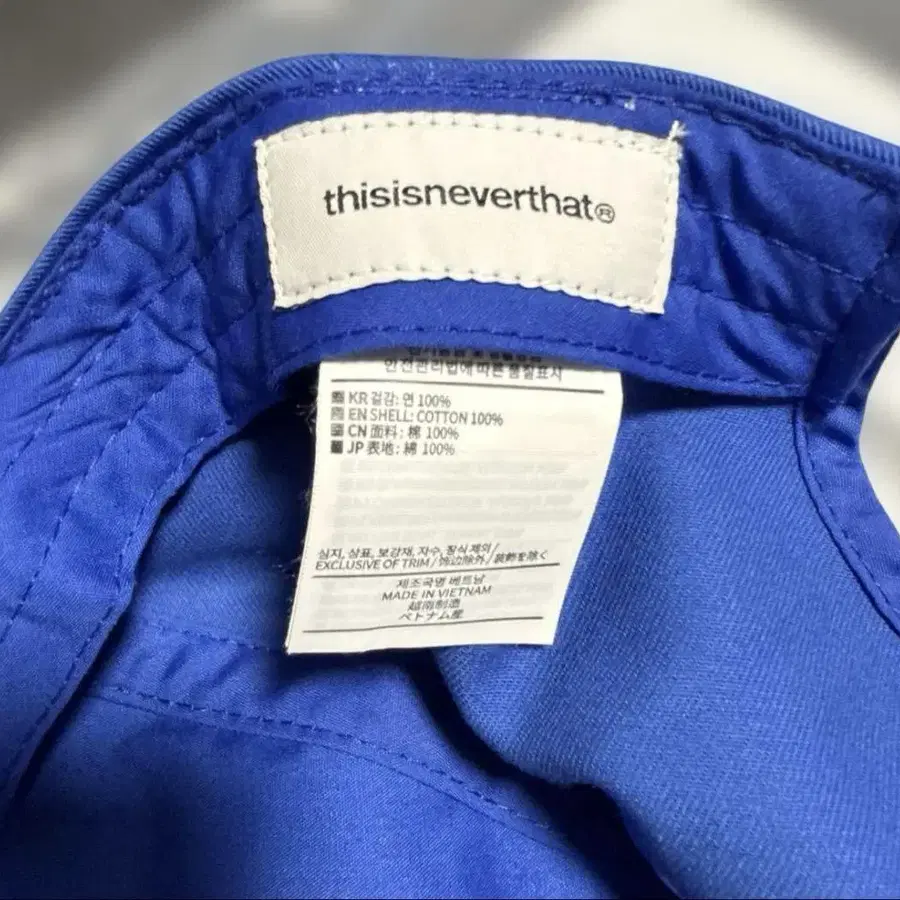 thisisneverthat®
안전관리법에 따른 품질표시
KR 겉감: 면 100%
EN SHELL: COTTON 100%
CN 面料: 棉 100%
JP 表地: 綿 100%
심지, 상표, 보강재, 자수, 장식 제외/
EXCLUSIVE OF TRIM/饰边除外/装飾を除く
제조국명 베트남
MADE IN VIETNAM
越南制造
ベトナム産